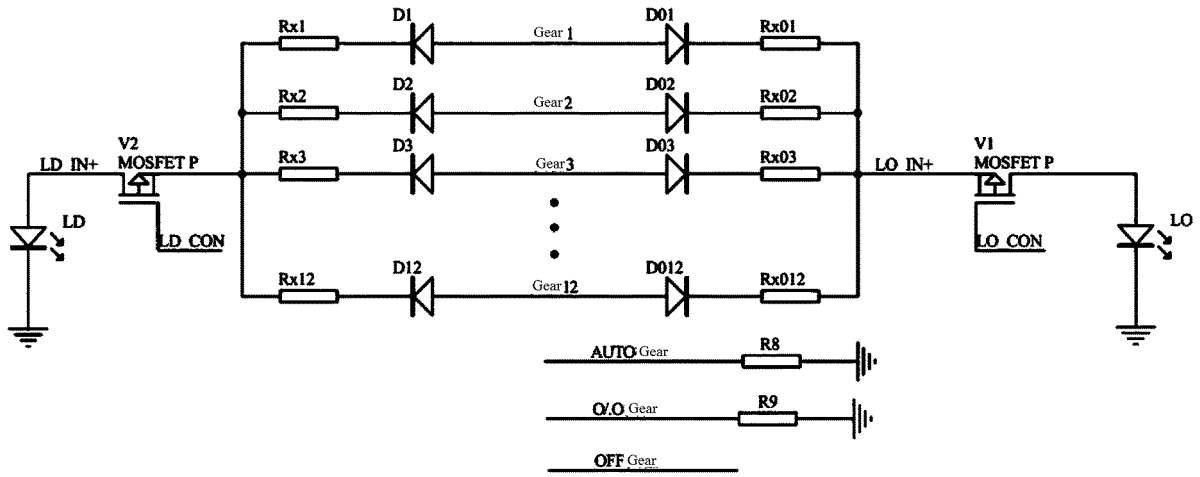 D1 D01
Rx1 Gear 1 Rx01
D2 D02
Rx2 Gear 2 Rx02
V2 D3 D03 V1
LD IN+ MOSFET P Rx3 Gear 3 Rx03 LO IN+ MOSFET P
LD LO
LD CON LO CON
D12 D012
Rx12 Gear 12 Rx012
AUTO Gear R8
O/.O Gear R9
OFF Gear